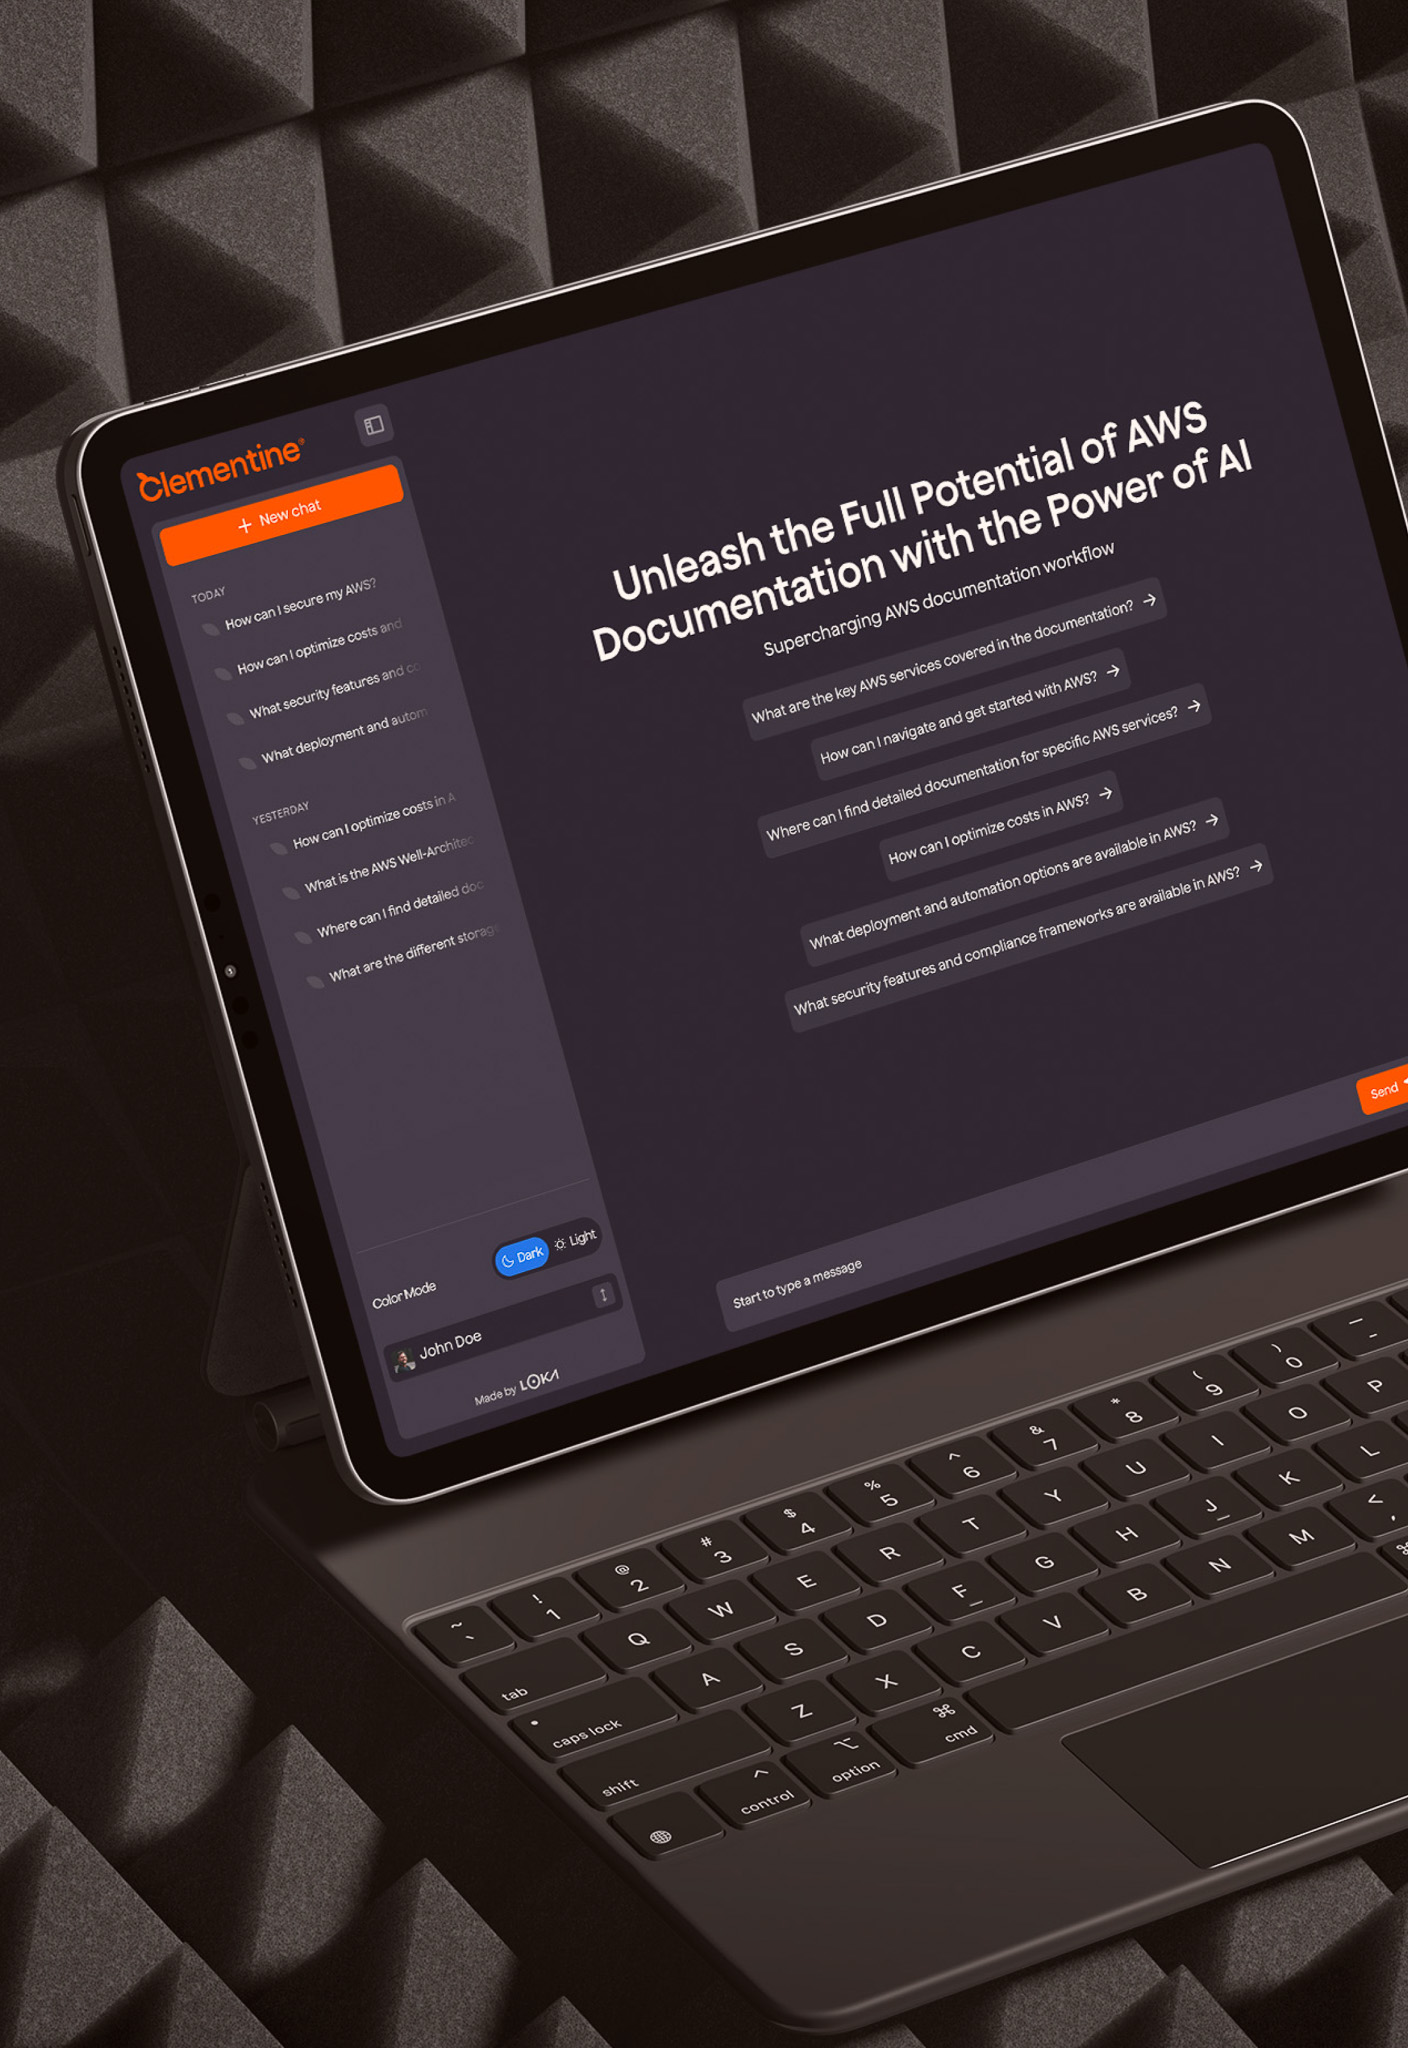 Clementine
+ New chat
TODAY
How can I secure my AWS?
How can I optimize costs and
What security features and co
What deployment and autom
YESTERDAY
How can I optimize costs in A
What is the AWS Well-Architec
Where can I find detailed doc
What are the different storage
Color Mode
Dark
Light
John Doe
Made by LOKA
Unleash the Full Potential of AWS
Documentation with the Power of AI
Supercharging AWS documentation workflow
What are the key AWS services covered in the documentation? →
How can I navigate and get started with AWS? →
Where can I find detailed documentation for specific AWS services? →
How can I optimize costs in AWS? →
What deployment and automation options are available in AWS? →
What security features and compliance frameworks are available in AWS? →
Start to type a message
Send
~ ! @ # $ % ^ & * ( ) —
` 1 2 3 4 5 6 7 8 9 0 -
tab Q W E R T Y U I O P
caps lock A S D F G H J K L
shift Z X C V B N M < ,
control option ⌘ cmd